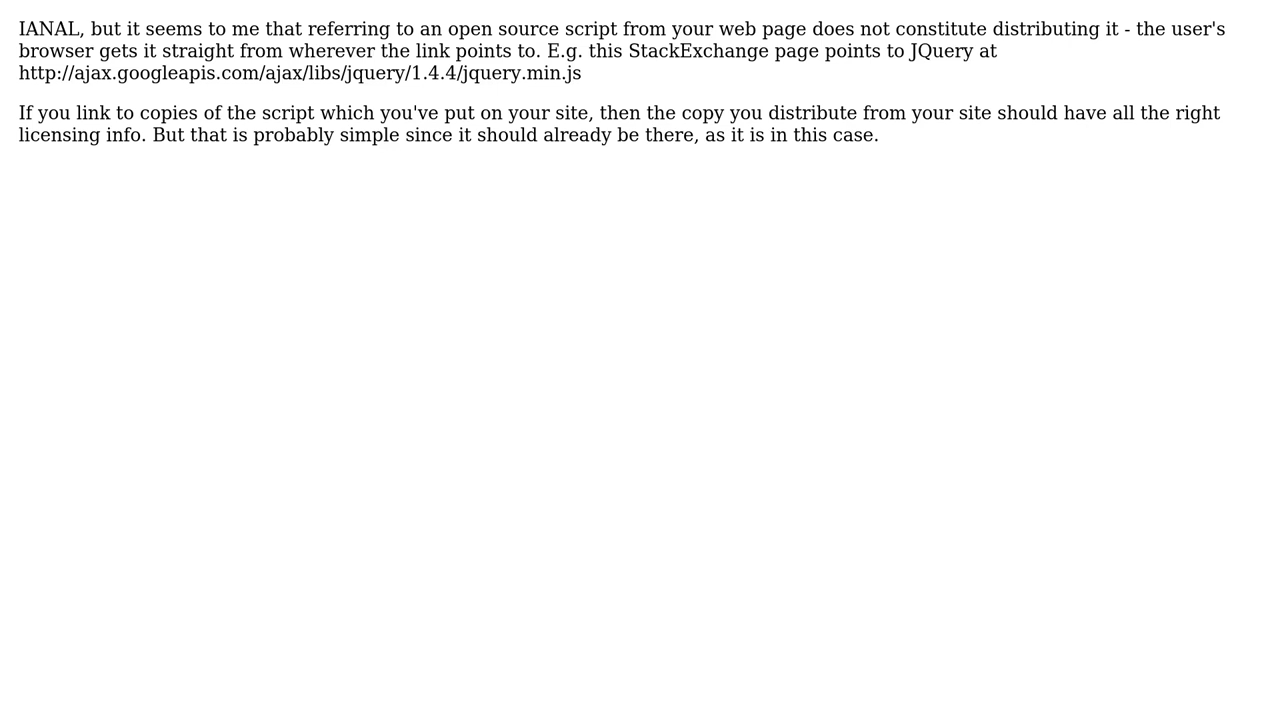 IANAL, but it seems to me that referring to an open source script from your web page does not constitute distributing it - the user's
browser gets it straight from wherever the link points to. E.g. this StackExchange page points to JQuery at
http://ajax.googleapis.com/ajax/libs/jquery/1.4.4/jquery.min.js
If you link to copies of the script which you've put on your site, then the copy you distribute from your site should have all the right
licensing info. But that is probably simple since it should already be there, as it is in this case.